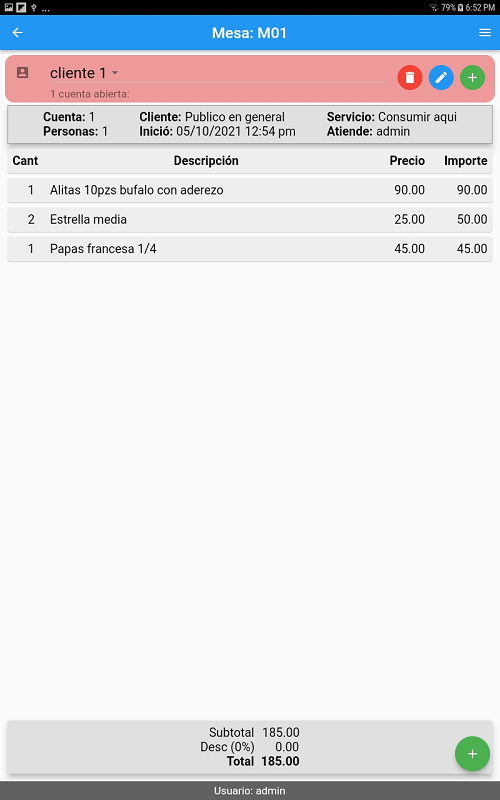 ... 79% 6:52 PM
Mesa: M01
cliente 1
1 cuenta abierta:
Cuenta: 1 Cliente: Publico en general Servicio: Consumir aqui
Personas: 1 Inició: 05/10/2021 12:54 pm Atiende: admin
Cant Descripción Precio Importe
1 Alitas 10pzs bufalo con aderezo 90.00 90.00
2 Estrella media 25.00 50.00
1 Papas francesa 1/4 45.00 45.00
Subtotal 185.00
Desc (0%) 0.00
Total 185.00
Usuario: admin